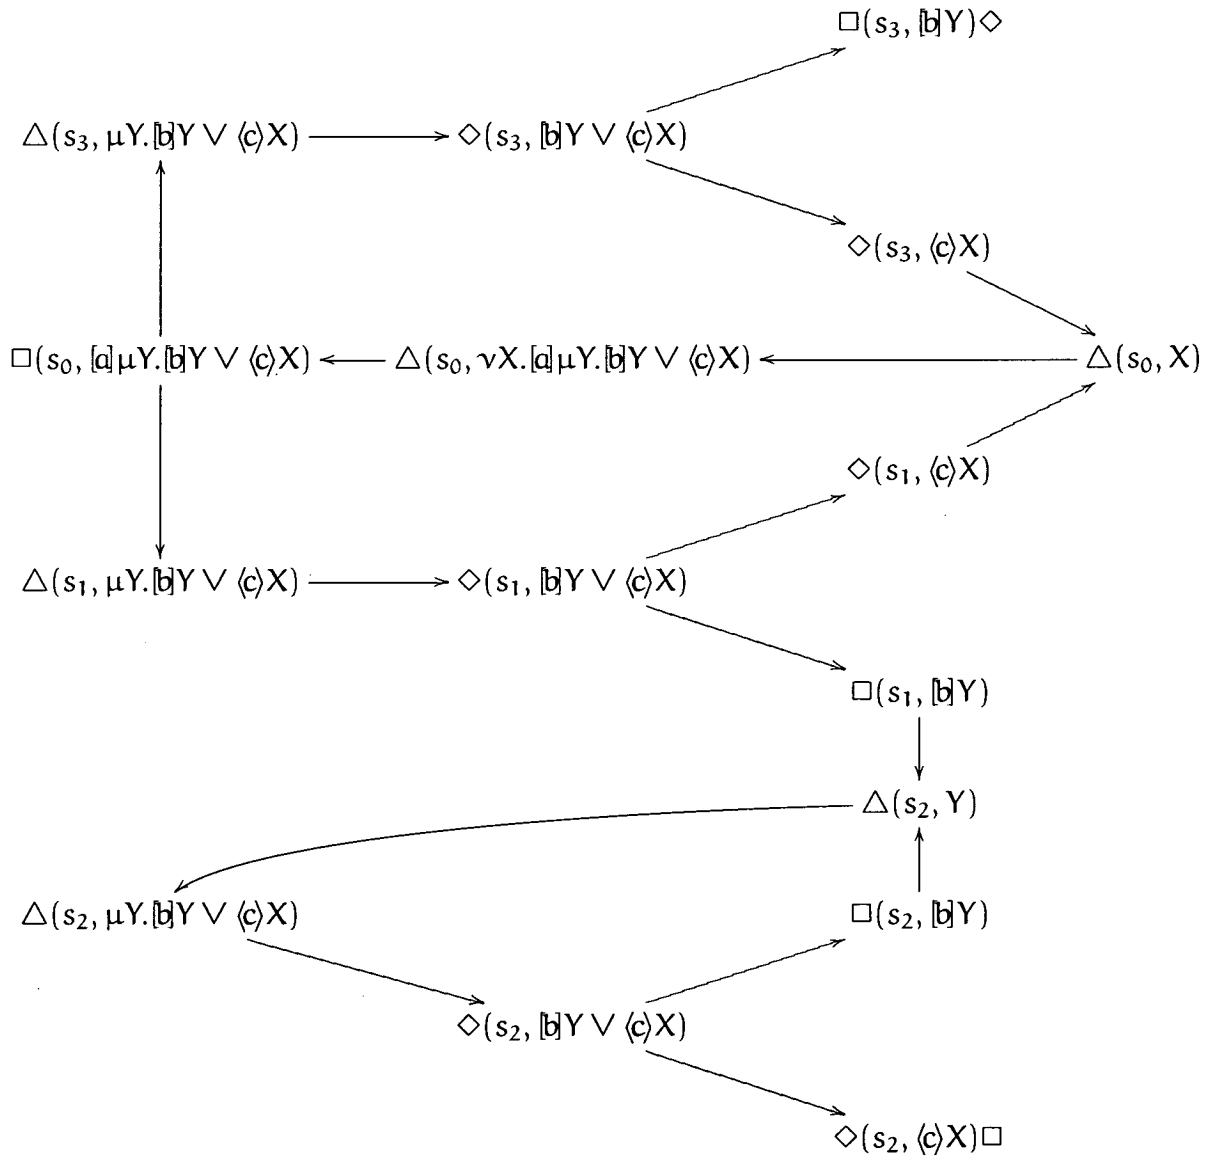 □(s₃, [b]Y)◇
△(s₃, μY.[b]Y ∨ ⟨c⟩X)
◇(s₃, [b]Y ∨ ⟨c⟩X)
◇(s₃, ⟨c⟩X)
□(s₀, [a]μY.[b]Y ∨ ⟨c⟩X)
△(s₀, νX.[a]μY.[b]Y ∨ ⟨c⟩X)
△(s₀, X)
◇(s₁, ⟨c⟩X)
△(s₁, μY.[b]Y ∨ ⟨c⟩X)
◇(s₁, [b]Y ∨ ⟨c⟩X)
□(s₁, [b]Y)
△(s₂, Y)
△(s₂, μY.[b]Y ∨ ⟨c⟩X)
□(s₂, [b]Y)
◇(s₂, [b]Y ∨ ⟨c⟩X)
◇(s₂, ⟨c⟩X)□